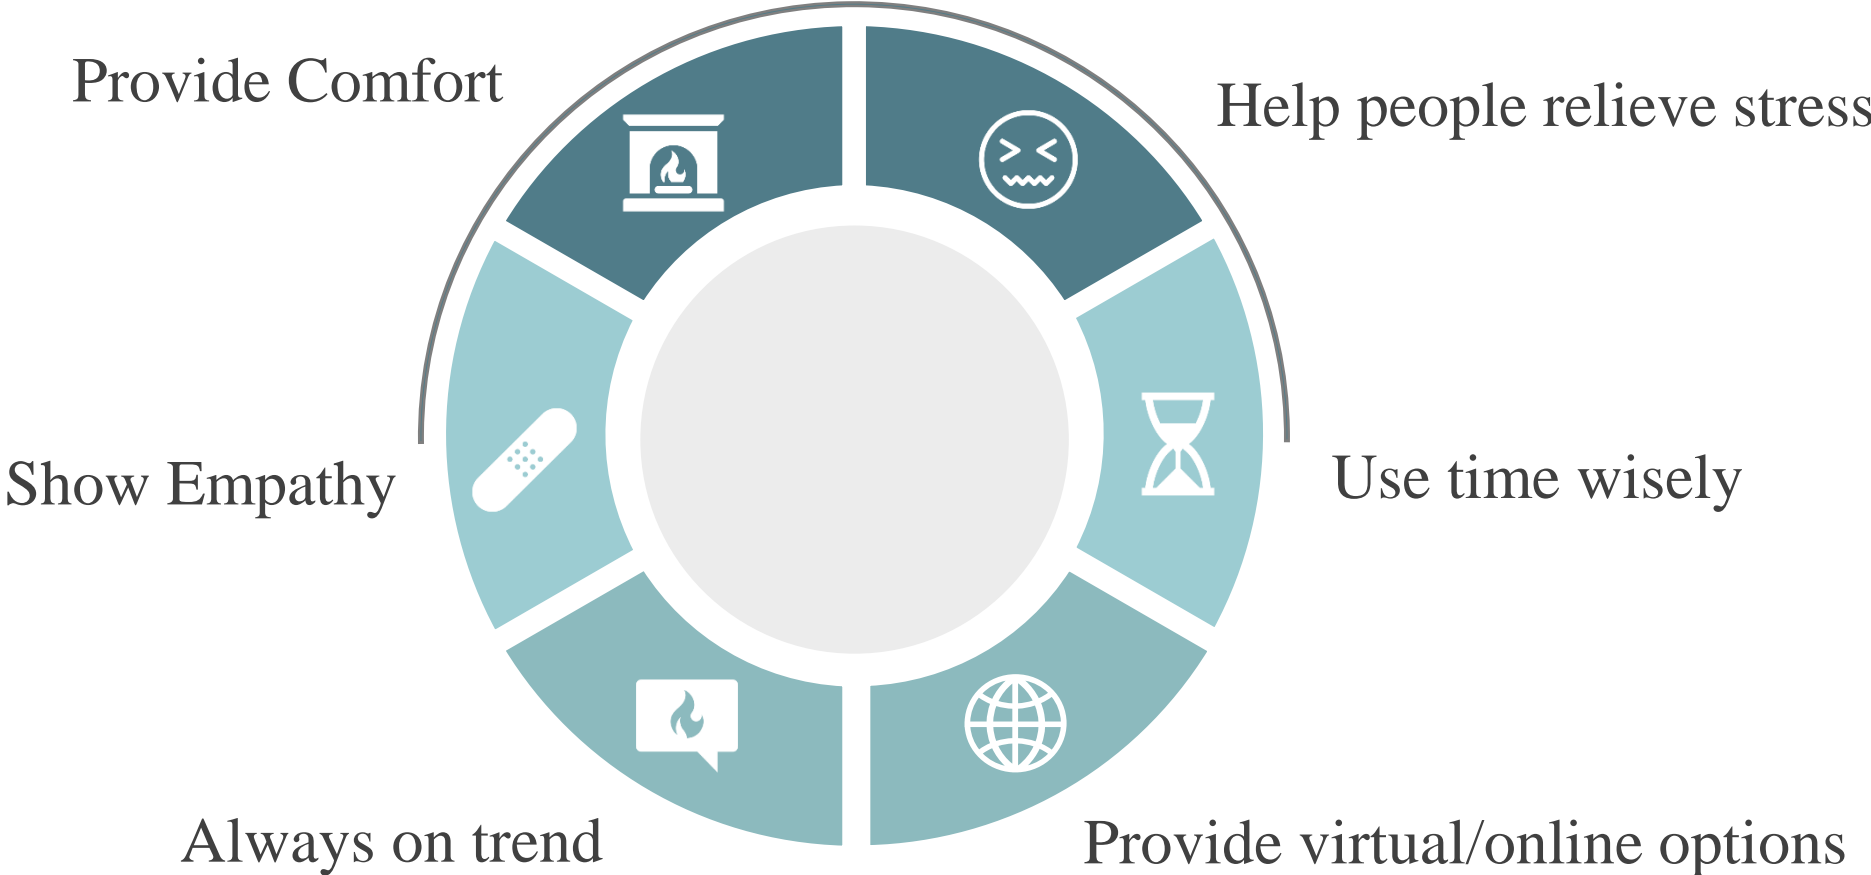 Provide Comfort
Help people relieve stress
Show Empathy
Use time wisely
Always on trend
Provide virtual/online options